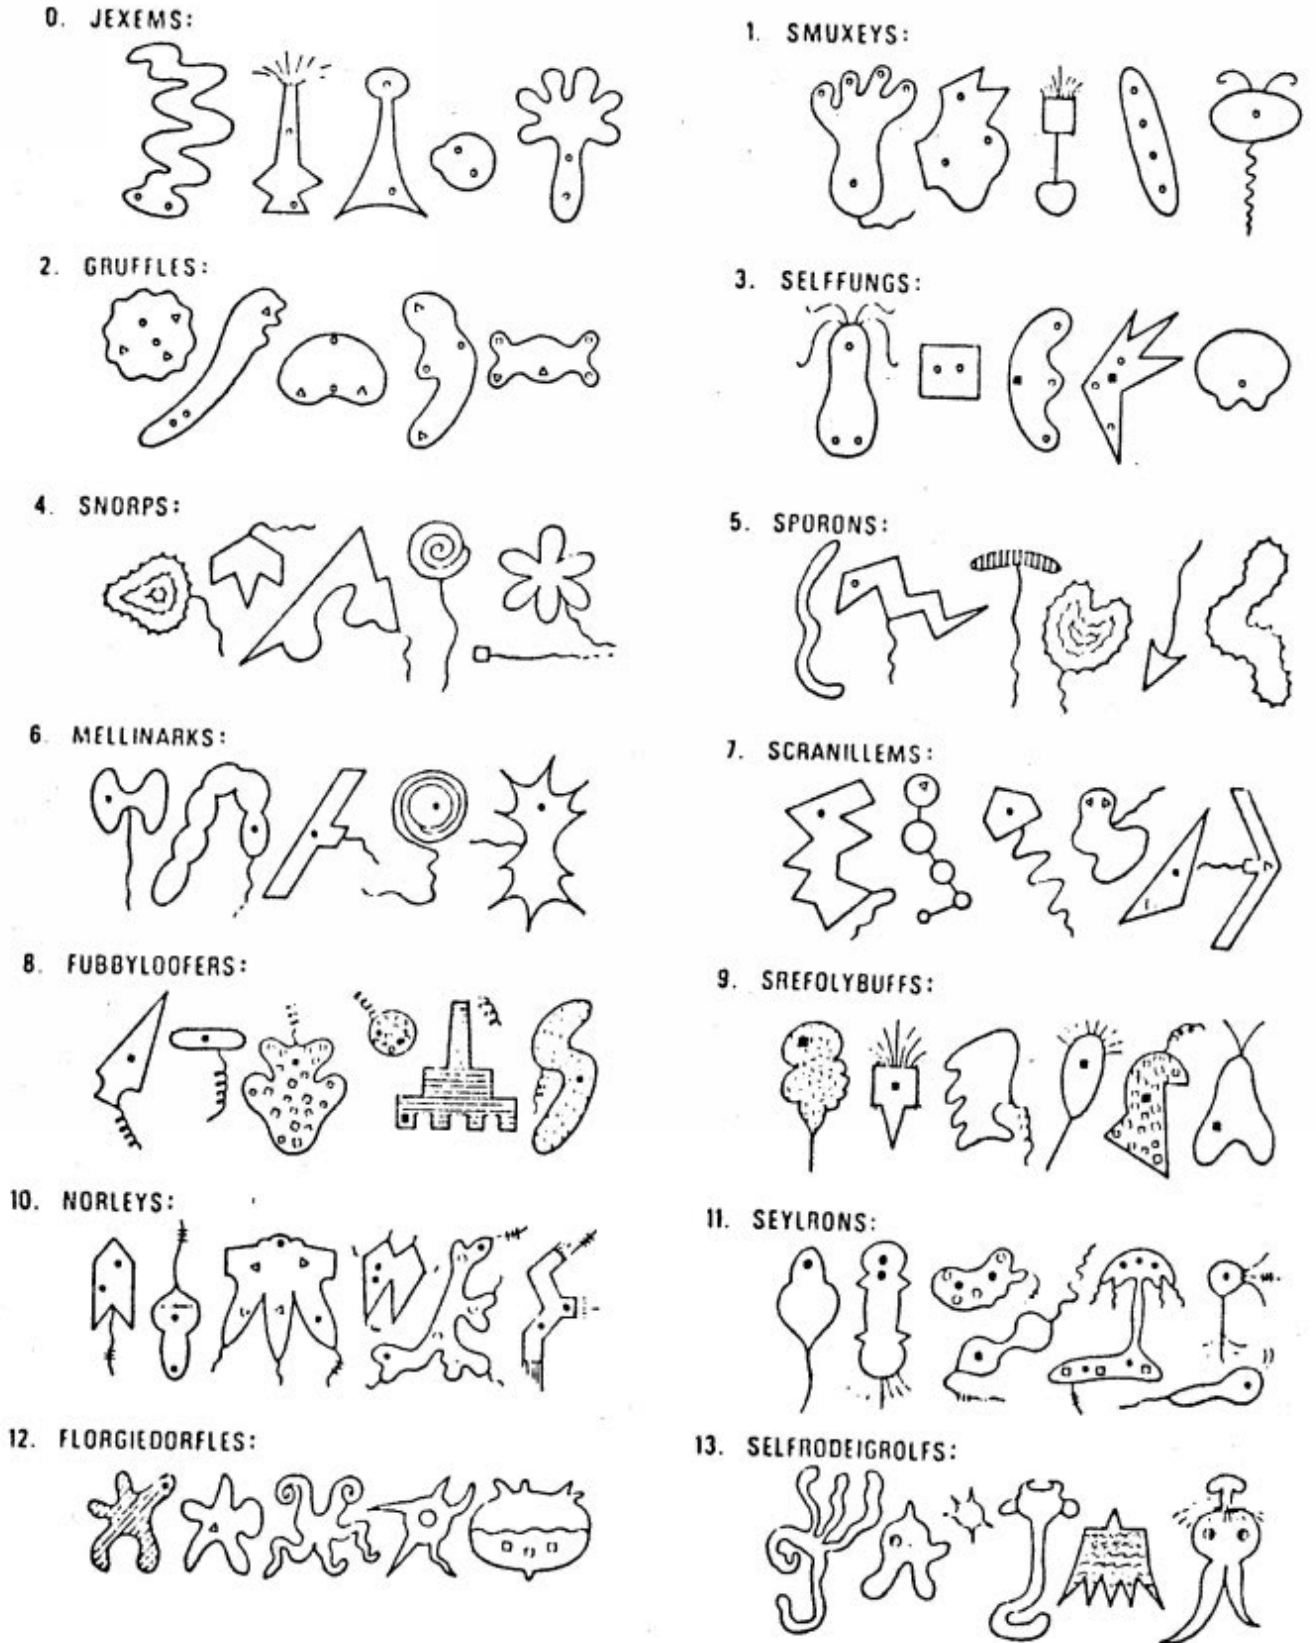 0. JEXEMS:
1. SMUXEYS:
2. GRUFFLES:
3. SELFFUNGS:
4. SNORPS:
5. SPORONS:
6. MELLINARKS:
7. SCRANILLEMS:
8. FUBBYLOOFERS:
9. SREFOLYBUFFS:
10. NORLEYS:
11. SEYLRONS:
12. FLORGIEDORFLES:
13. SELFRODEIGROLFS: